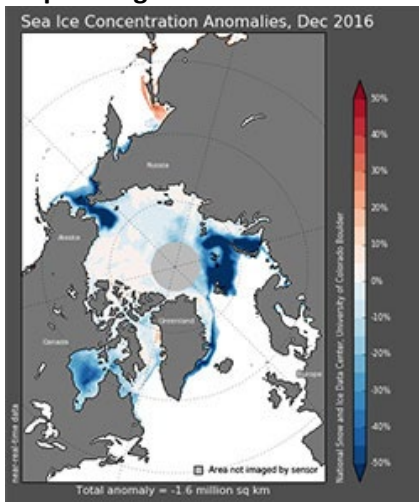 Sea Ice Concentration Anomalies, Dec 2016
Russia
Alaska
Greenland
Canada
Europe
50%
40%
30%
20%
10%
0%
-10%
-20%
-30%
-40%
-50%
National Snow and Ice Data Center, University of Colorado Boulder
near-real-time data
Area not imaged by sensor
Total anomaly = -1.6 million sq km